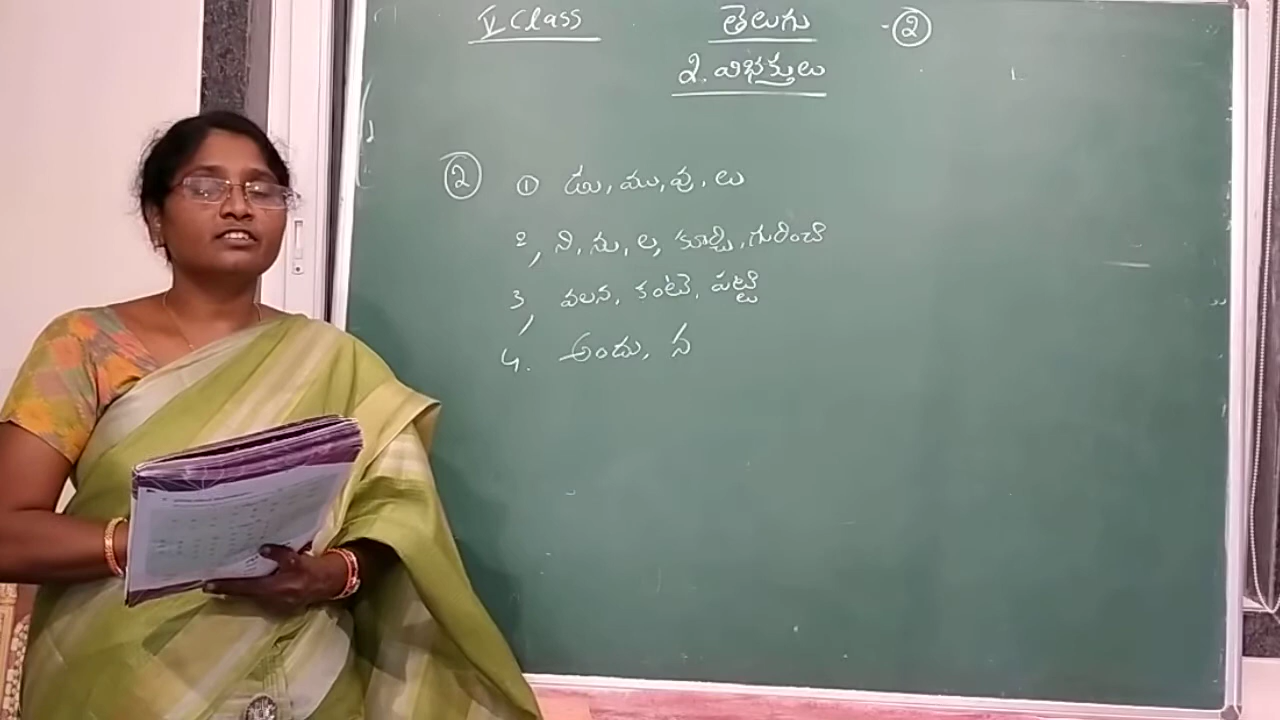 V Class తెలుగు - ②
2. విభక్తులు
② ① డు, ము, వు, లు
2, ని, ను, ల, కూర్చి, గురించి
3, వలన, కంటె, పట్టి
4. అందు, న